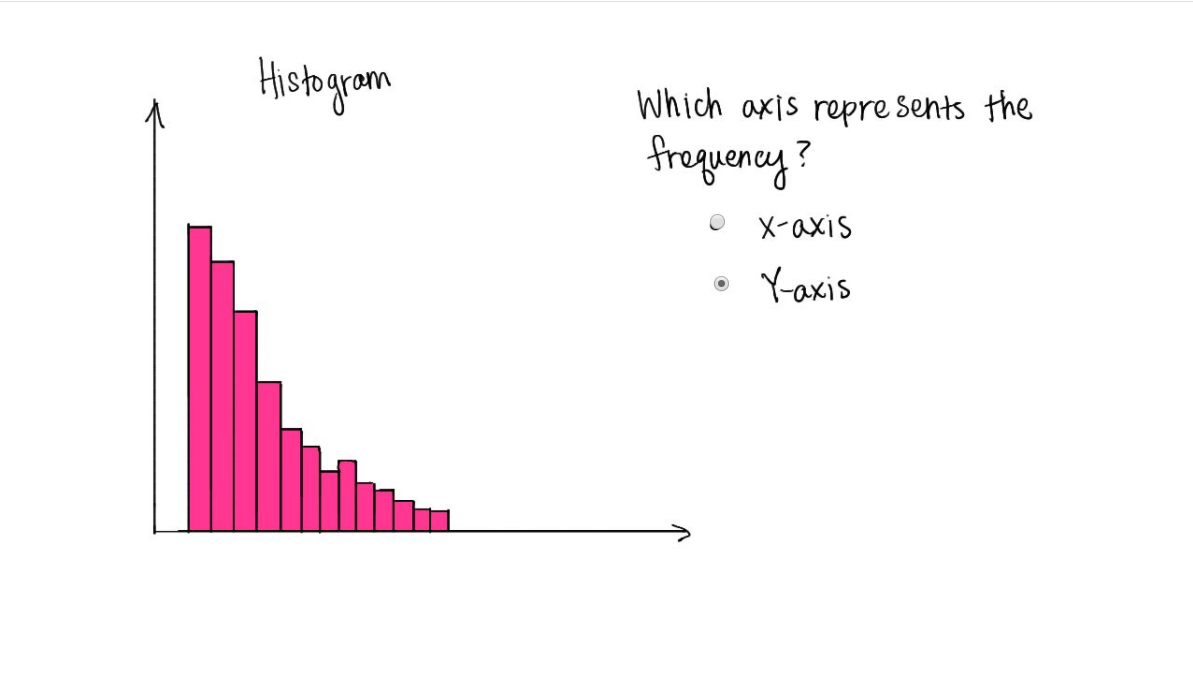 Histogram
Which axis represents the
frequency?
X-axis
Y-axis